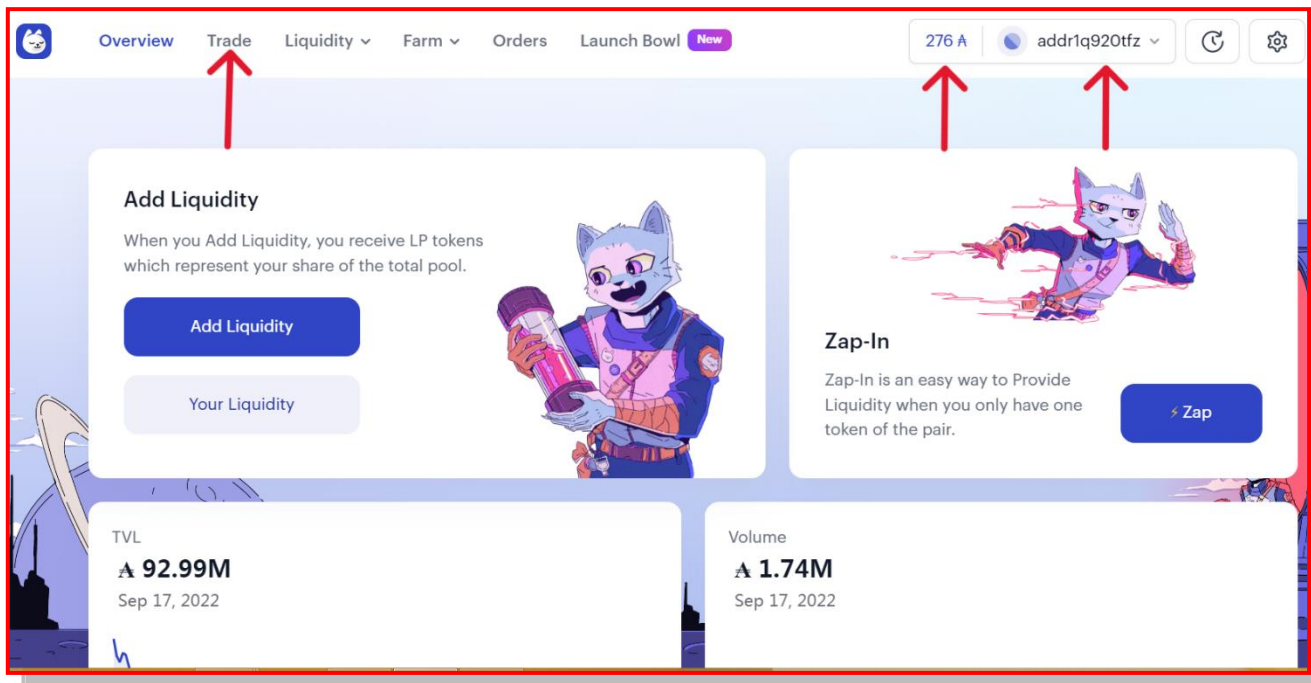 Overview Trade Liquidity Farm Orders Launch Bowl New 276 ₳ addr1q920tfz
Add Liquidity
When you Add Liquidity, you receive LP tokens
which represent your share of the total pool.
Add Liquidity
Your Liquidity
Zap-In
Zap-In is an easy way to Provide
Liquidity when you only have one
token of the pair.
⚡Zap
TVL
₳ 92.99M
Sep 17, 2022
Volume
₳ 1.74M
Sep 17, 2022